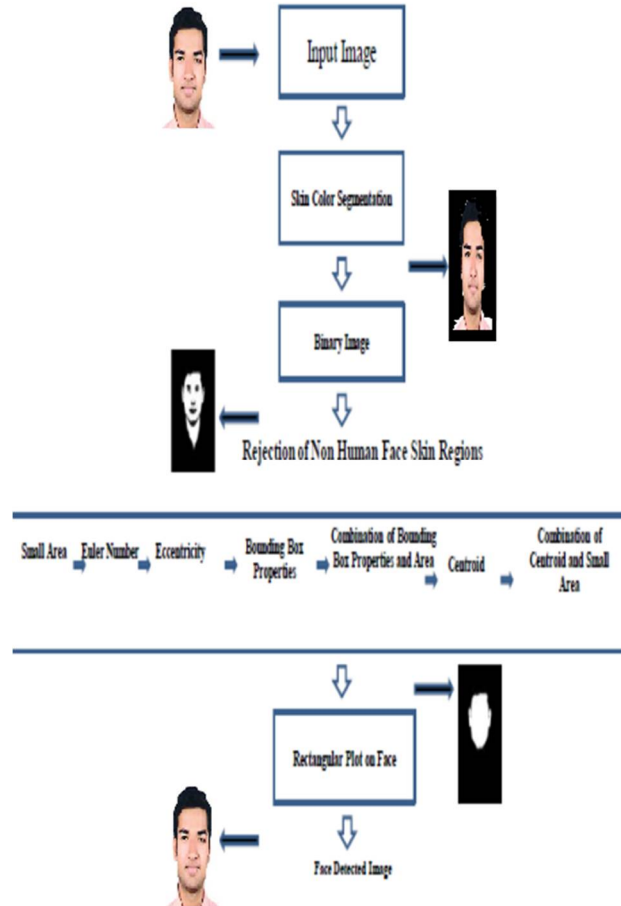 Input Image
Skin Color Segmentation
Binary Image
Rejection of Non Human Face Skin Regions
Small Area
Euler Number
Eccentricity
Bounding Box
Properties
Combination of Bounding
Box Properties and Area
Centroid
Combination of
Centroid and Small
Area
Rectangular Plot on Face
Face Detected Image